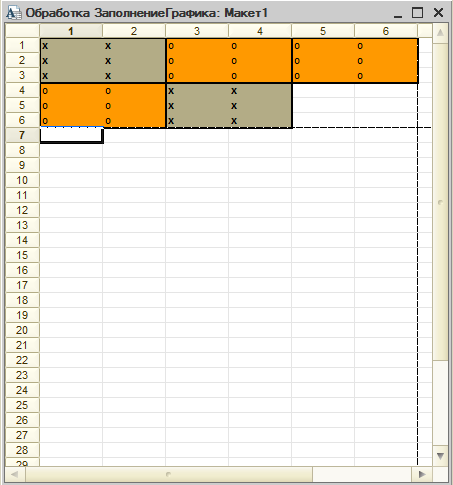 Обработка ЗаполнениеГрафика: Макет1
1 2 3 4 5 6
1 x x o o o o
2 x x o o o o
3 x x o o o o
4 o o x x
5 o o x x
6 o o x x
7
8
9
10
11
12
13
14
15
16
17
18
19
20
21
22
23
24
25
26
27
28
29